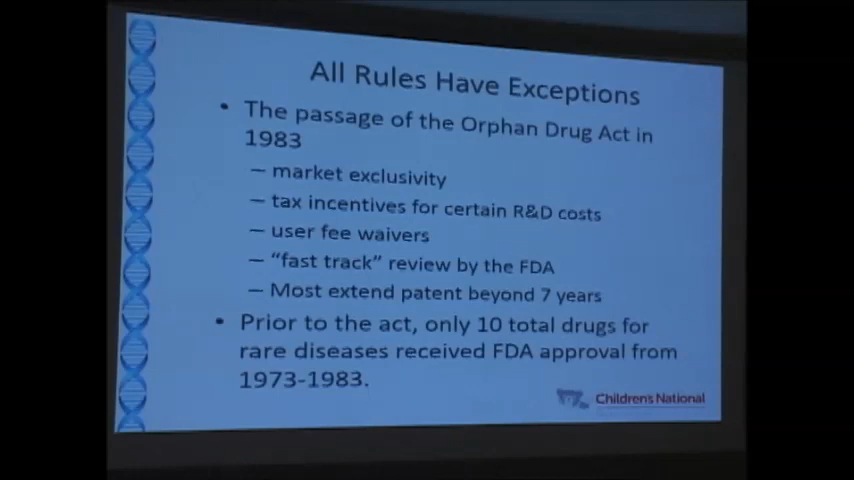 All Rules Have Exceptions
• The passage of the Orphan Drug Act in
1983
– market exclusivity
– tax incentives for certain R&D costs
– user fee waivers
– “fast track” review by the FDA
– Most extend patent beyond 7 years
• Prior to the act, only 10 total drugs for
rare diseases received FDA approval from
1973-1983.
Children's National